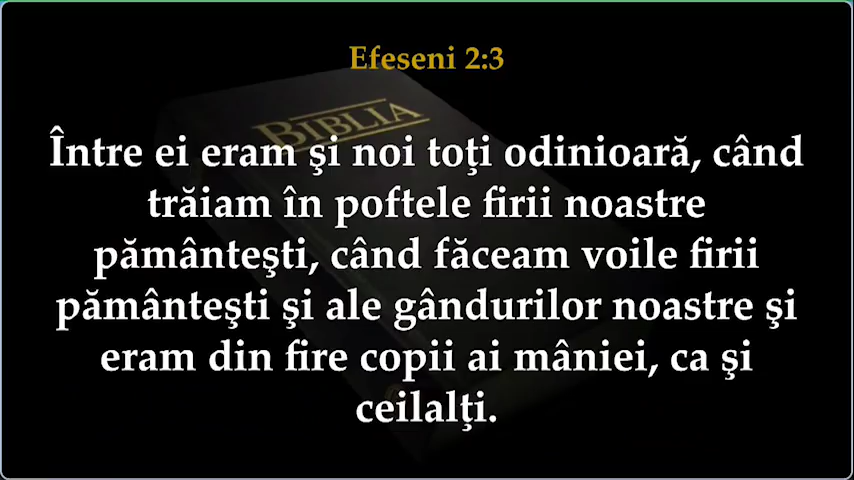 Efeseni 2:3
BIBLIA
Între ei eram şi noi toţi odinioară, când
trăiam în poftele firii noastre
pământeşti, când făceam voile firii
pământeşti şi ale gândurilor noastre şi
eram din fire copii ai mâniei, ca şi
ceilalţi.